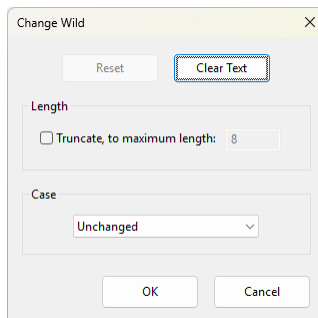 Change Wild
Reset
Clear Text
Length
Truncate, to maximum length: 8
Case
Unchanged
OK
Cancel